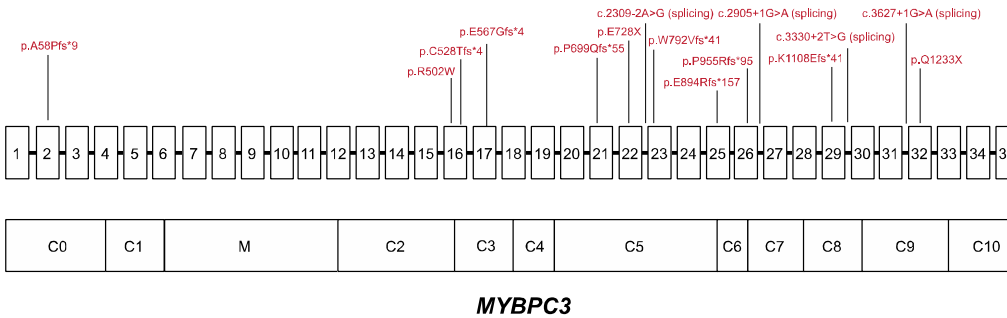 c.2309-2A>G (splicing) c.2905+1G>A (splicing) c.3627+1G>A (splicing)
p.E567Gfs*4 p.E728X
p.A58Pfs*9 p.W792Vfs*41 c.3330+2T>G (splicing)
p.C528Tfs*4 p.P699Qfs*55 p.P955Rfs*95 p.K1108Efs*41 p.Q1233X
p.R502W p.E894Rfs*157
1 2 3 4 5 6 7 8 9 10 11 12 13 14 15 16 17 18 19 20 21 22 23 24 25 26 27 28 29 30 31 32 33 34 3
C0 C1 M C2 C3 C4 C5 C6 C7 C8 C9 C10
MYBPC3